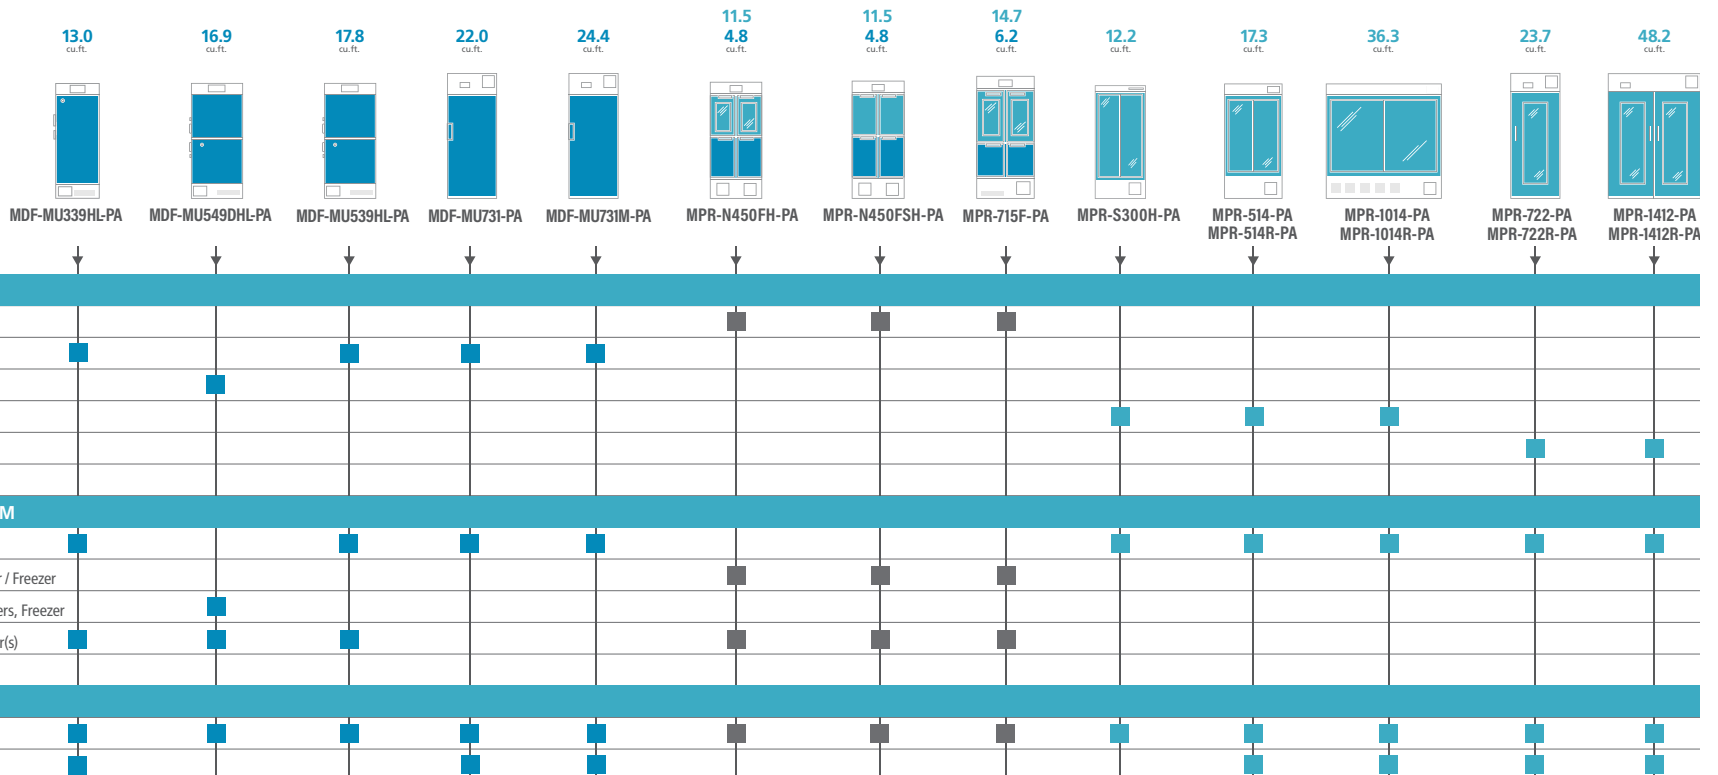 11.5 11.5 14.7
13.0 16.9 17.8 22.0 24.4 4.8 4.8 6.2 12.2 17.3 36.3 23.7 48.2
cu.ft. cu.ft. cu.ft. cu.ft. cu.ft. cu.ft. cu.ft. cu.ft. cu.ft. cu.ft. cu.ft. cu.ft. cu.ft.
MDF-MU339HL-PA MDF-MU549DHL-PA MDF-MU539HL-PA MDF-MU731-PA MDF-MU731M-PA MPR-N450FH-PA MPR-N450FSH-PA MPR-715F-PA MPR-S300H-PA MPR-514-PA MPR-1014-PA MPR-722-PA MPR-1412-PA
MPR-514R-PA MPR-1014R-PA MPR-722R-PA MPR-1412R-PA
M
r / Freezer
ers, Freezer
r(s)